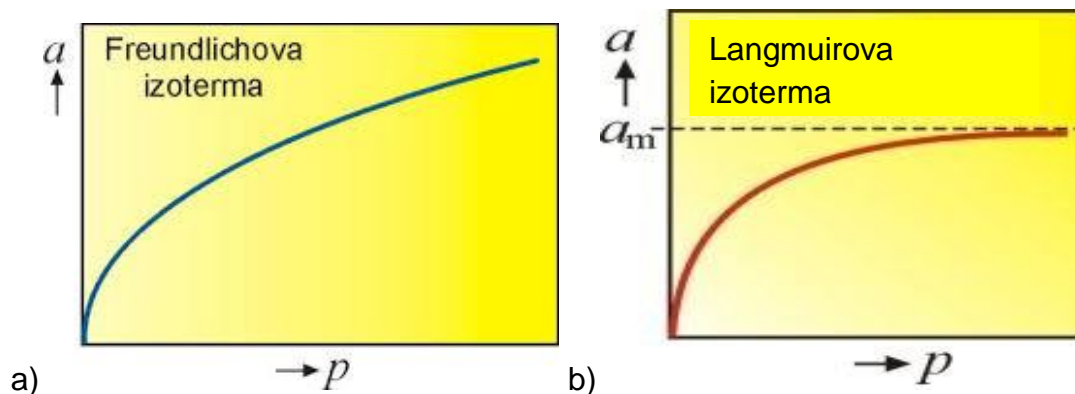 a
Freundlichova
izoterma
→ p
a)
a
Langmuirova
izoterma
am
→ p
b)